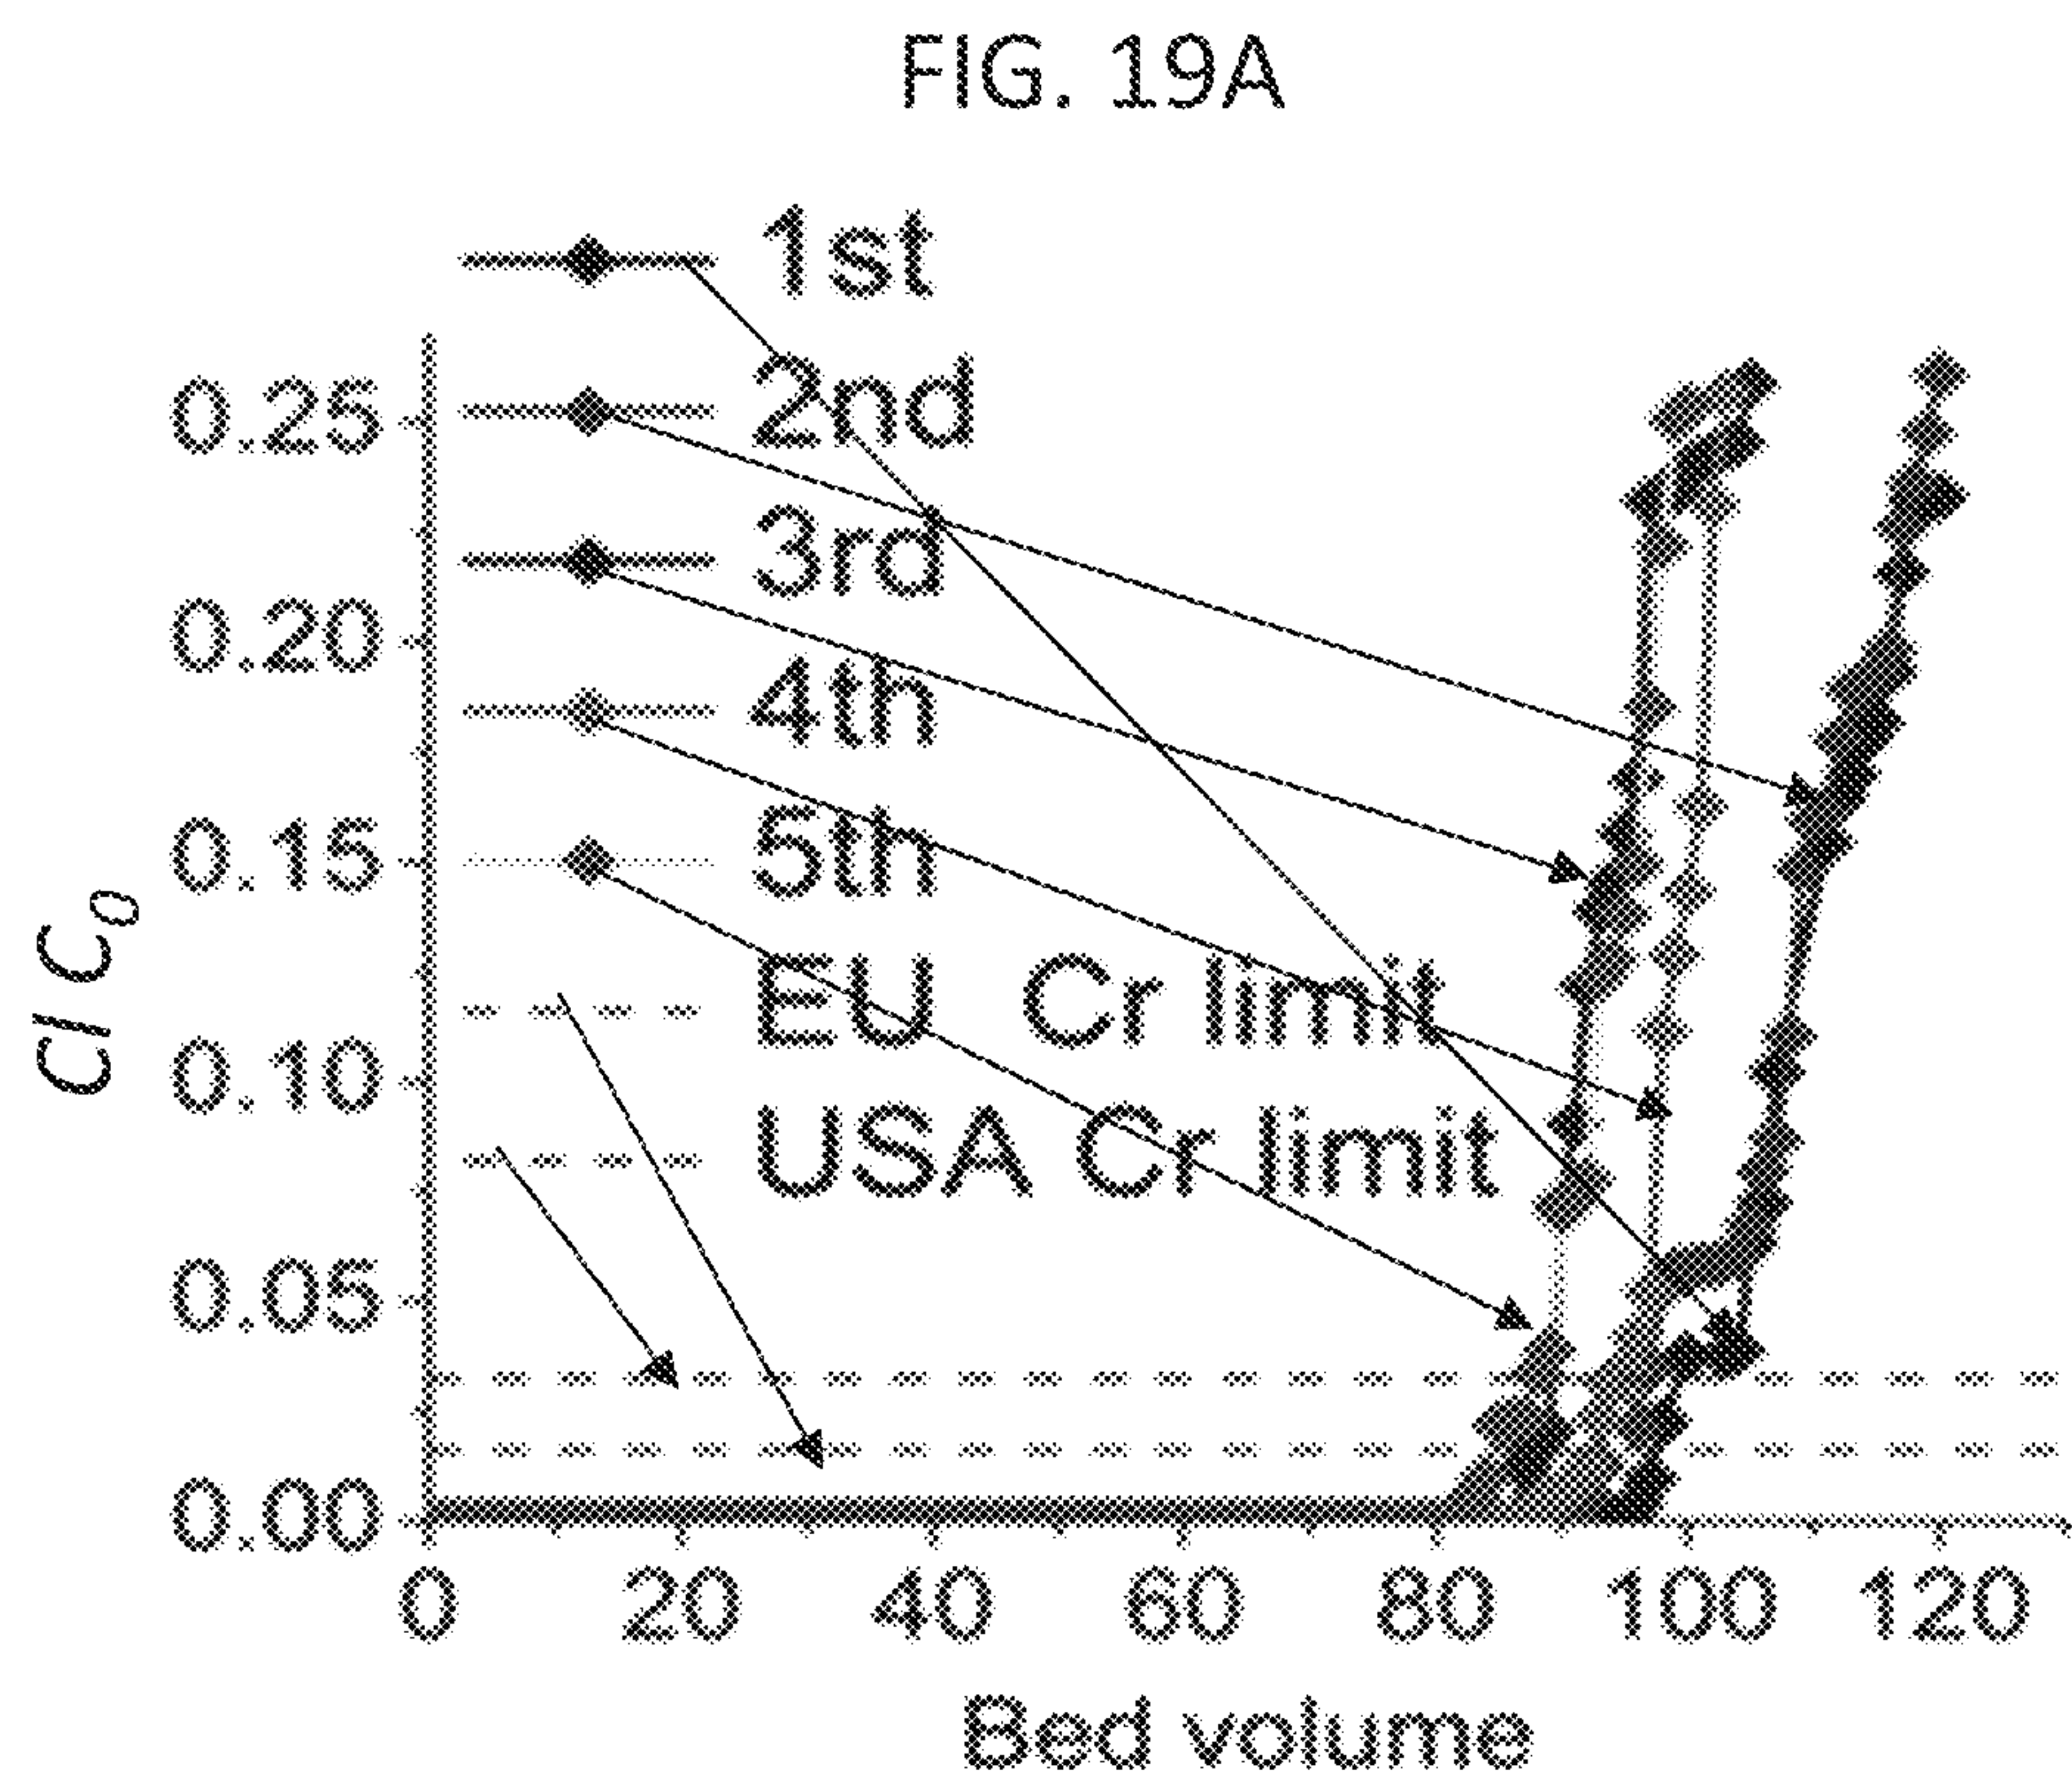 FIG. 19A
1st
2nd
3rd
4th
5th
EU Cr limit
USA Cr limit
0.25
0.20
0.15
0.10
0.05
0.00
C/ C0
0 20 40 60 80 100 120
Bed volume